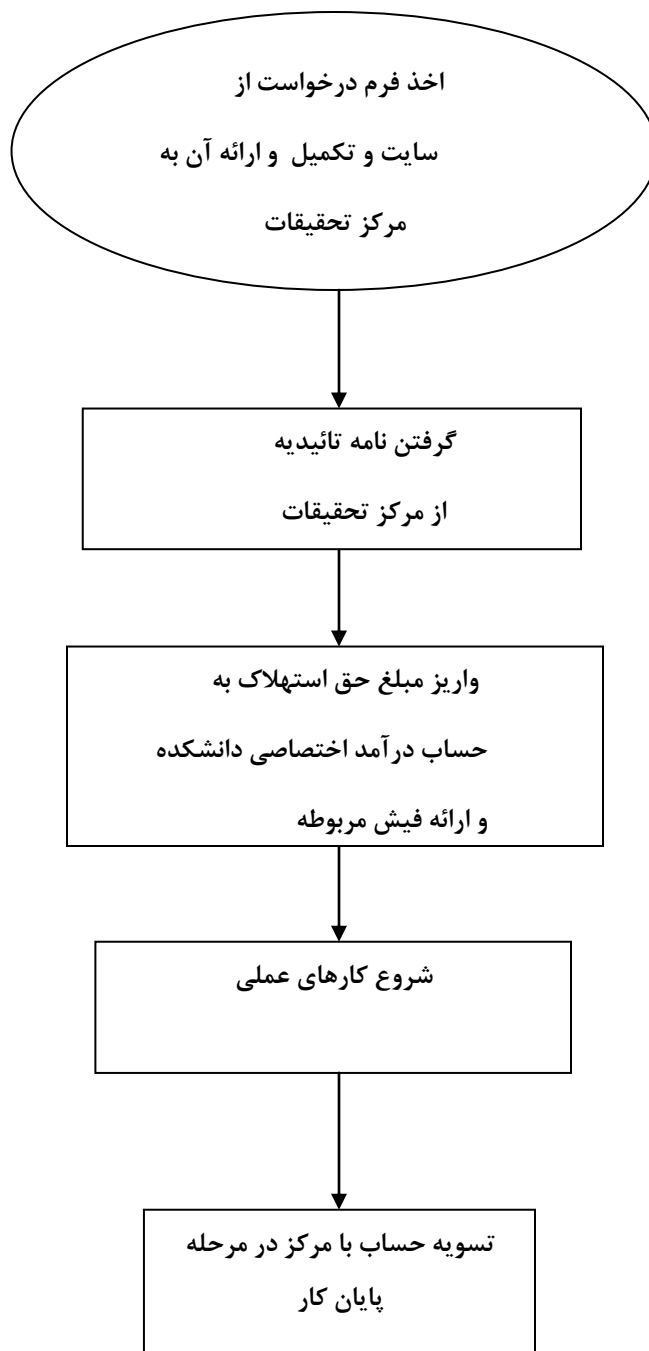 اخذ فرم درخواست از
سایت و تکمیل و ارائه آن به
مرکز تحقیقات
گرفتن نامه تائیدیه
از مرکز تحقیقات
واریز مبلغ حق استهلاک به
حساب درآمد اختصاصی دانشکده
و ارائه فیش مربوطه
شروع کارهای عملی
تسویه حساب با مرکز در مرحله
پایان کار